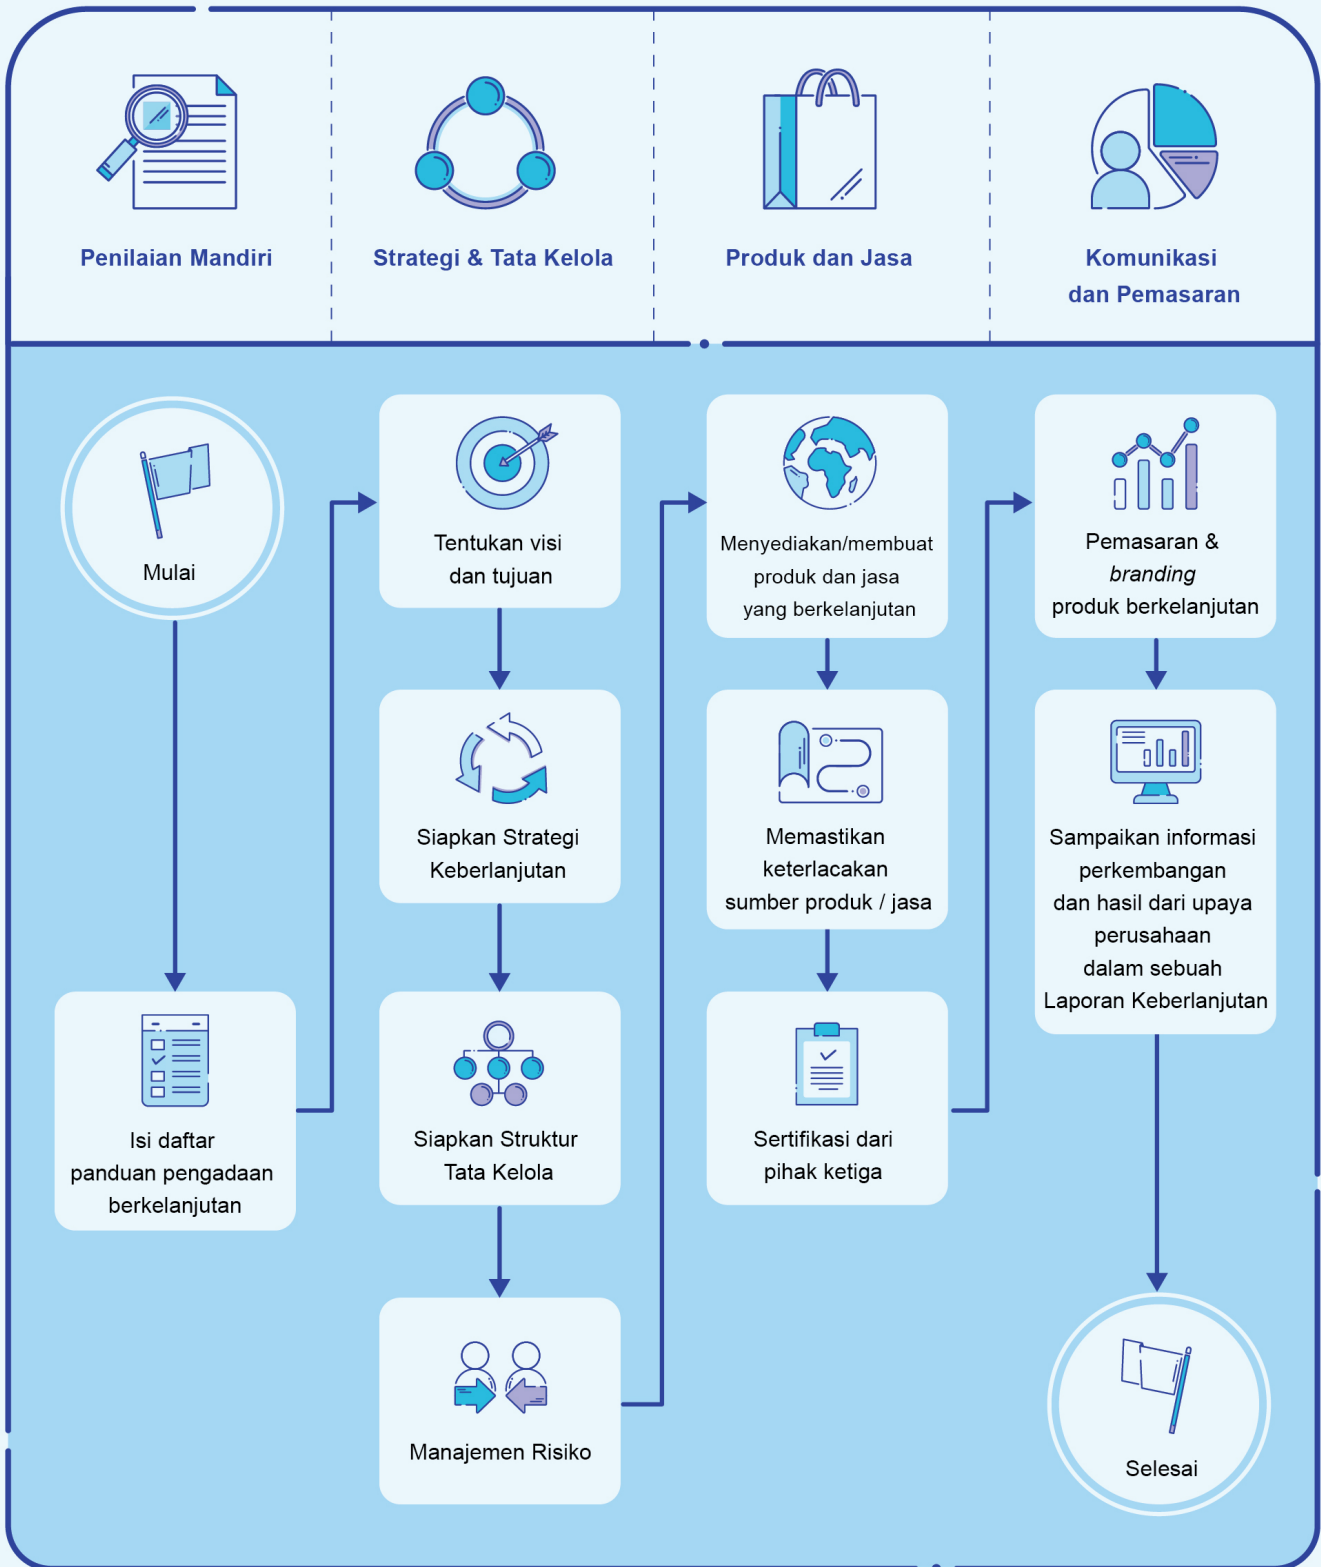 Penilaian Mandiri
Strategi & Tata Kelola
Produk dan Jasa
Komunikasi
dan Pemasaran
Mulai
Isi daftar
panduan pengadaan
berkelanjutan
Tentukan visi
dan tujuan
Siapkan Strategi
Keberlanjutan
Siapkan Struktur
Tata Kelola
Manajemen Risiko
Menyediakan/membuat
produk dan jasa
yang berkelanjutan
Memastikan
keterlacakan
sumber produk / jasa
Sertifikasi dari
pihak ketiga
Pemasaran &
branding
produk berkelanjutan
Sampaikan informasi
perkembangan
dan hasil dari upaya
perusahaan
dalam sebuah
Laporan Keberlanjutan
Selesai